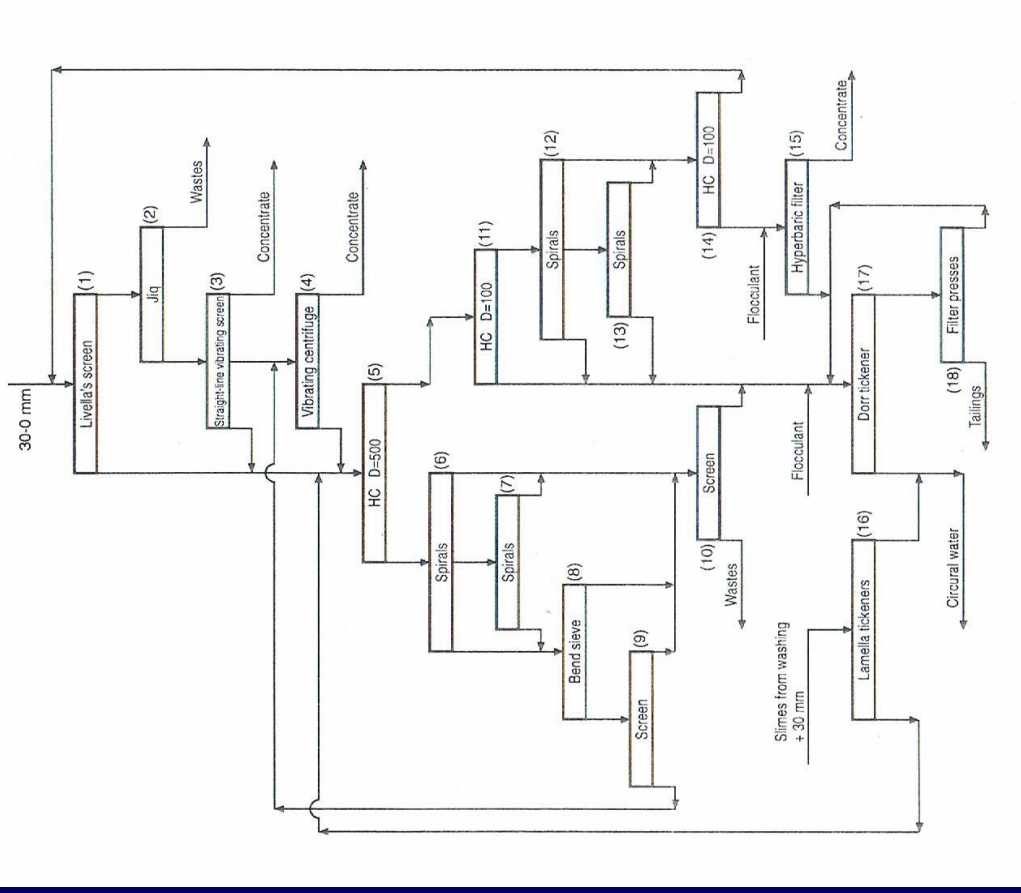 30-0 mm
Livella's screen
(1)
Jiq
(2)
Wastes
Straight-line vibrating screen
(3)
Concentrate
Vibrating centrifuge
(4)
Concentrate
HC D=500
(5)
Spirals
(6)
Spirals
(7)
Bend sieve
(8)
Screen
(9)
Screen
(10)
Wastes
HC D=100
(11)
Spirals
(12)
Spirals
(13)
HC D=100
(14)
Flocculant
Hyperbaric filter
(15)
Concentrate
Slimes from washing
+ 30 mm
Lamella tickeners
(16)
Flocculant
Dorr tickener
(17)
Circural water
Filter presses
(18)
Tailings